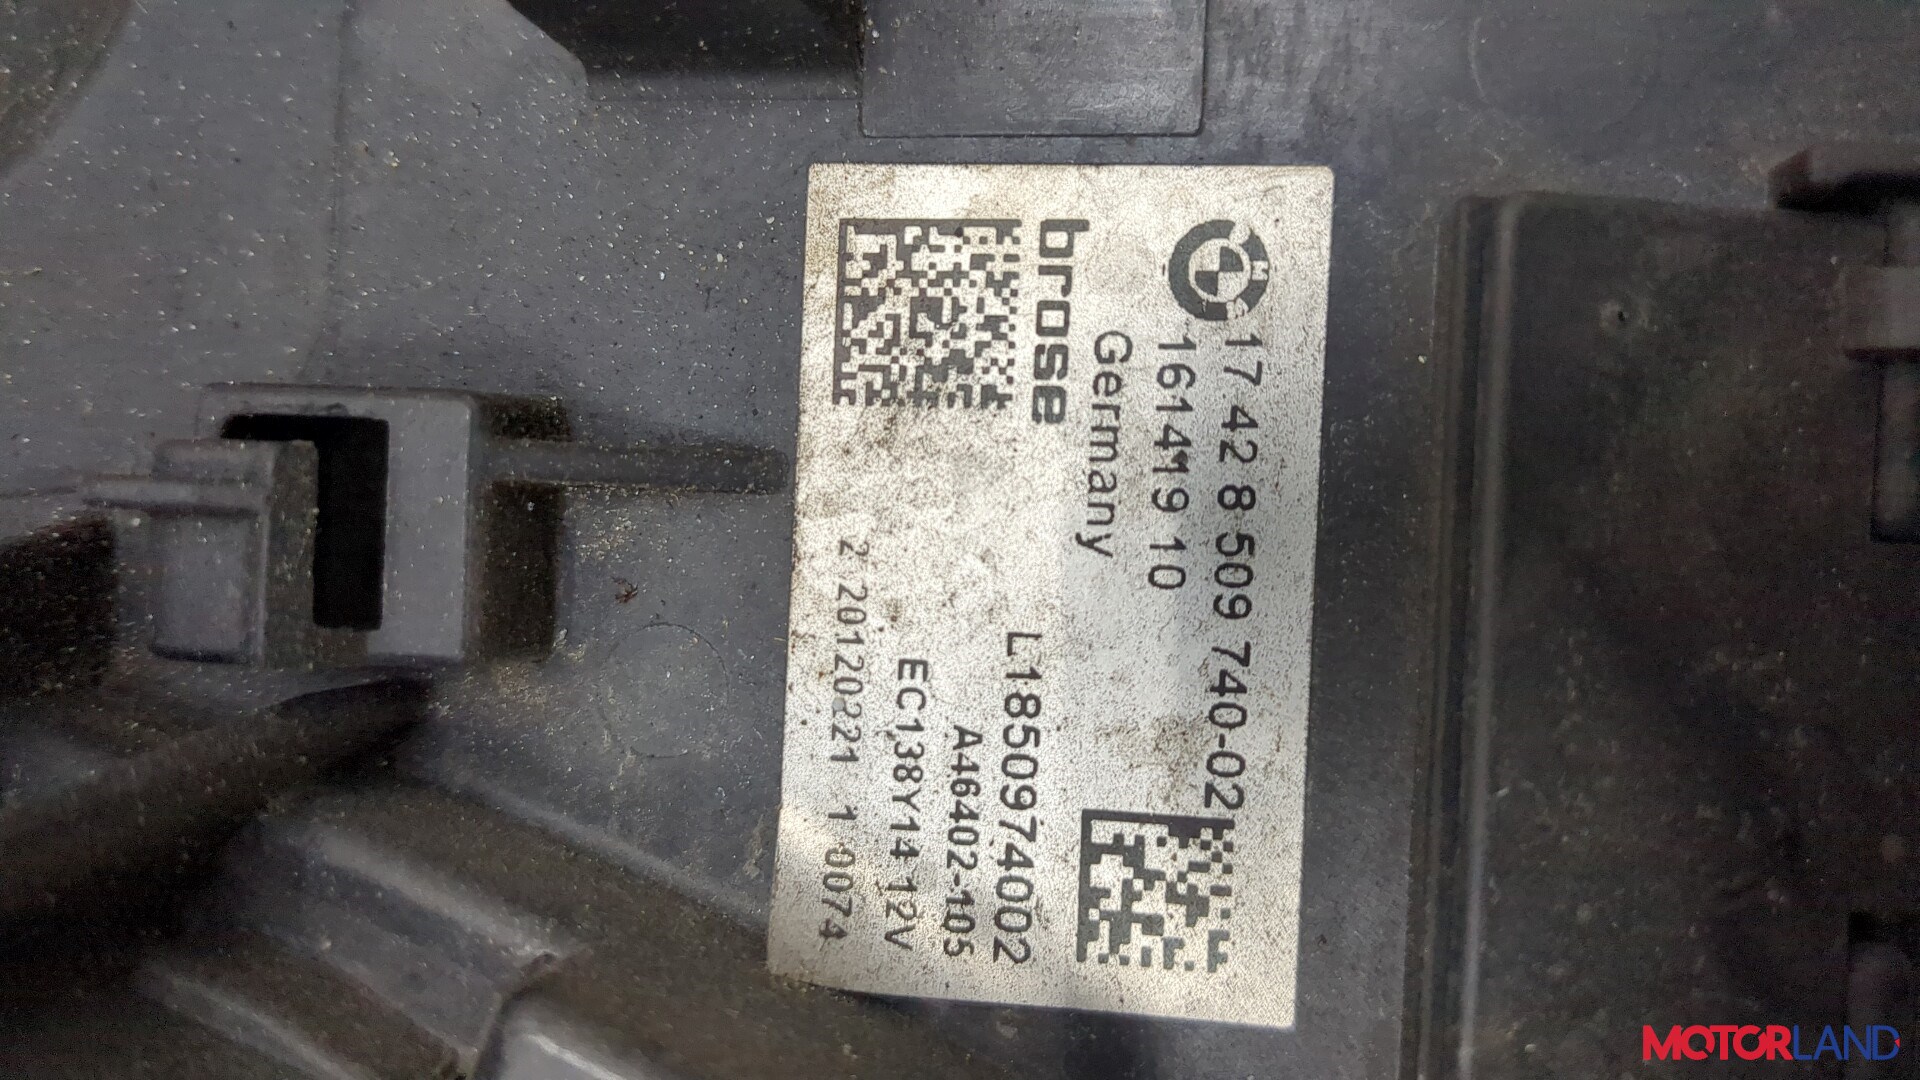 17 42 8 509 740-02
161419 10
Germany
brose
L1850974002
A464402-105
EC138Y14 12V
2 20120221 1 0074
MOTORLAND